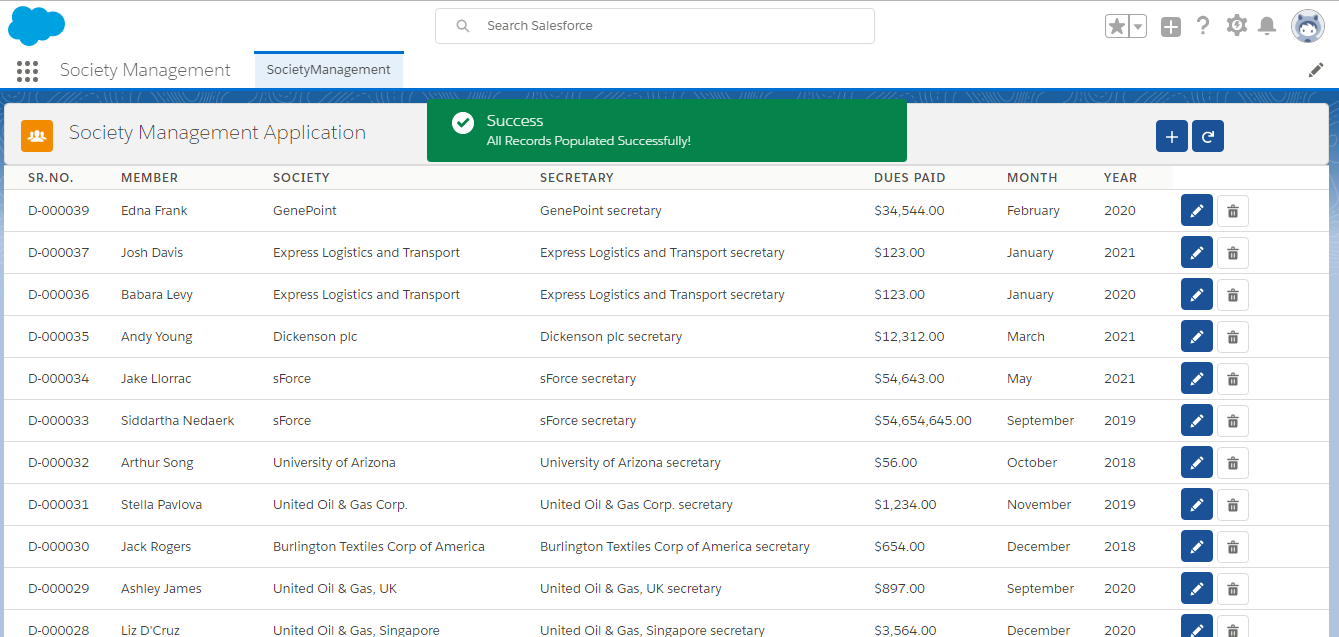 Search Salesforce
Society Management SocietyManagement
Society Management Application
Success
All Records Populated Successfully!
SR.NO. MEMBER SOCIETY SECRETARY DUES PAID MONTH YEAR
D-000039 Edna Frank GenePoint GenePoint secretary $34,544.00 February 2020
D-000037 Josh Davis Express Logistics and Transport Express Logistics and Transport secretary $123.00 January 2021
D-000036 Babara Levy Express Logistics and Transport Express Logistics and Transport secretary $123.00 January 2020
D-000035 Andy Young Dickenson plc Dickenson plc secretary $12,312.00 March 2021
D-000034 Jake Llorrac sForce sForce secretary $54,643.00 May 2021
D-000033 Siddartha Nedaerk sForce sForce secretary $54,654,645.00 September 2019
D-000032 Arthur Song University of Arizona University of Arizona secretary $56.00 October 2018
D-000031 Stella Pavlova United Oil & Gas Corp. United Oil & Gas Corp. secretary $1,234.00 November 2019
D-000030 Jack Rogers Burlington Textiles Corp of America Burlington Textiles Corp of America secretary $654.00 December 2018
D-000029 Ashley James United Oil & Gas, UK United Oil & Gas, UK secretary $897.00 September 2020
D-000028 Liz D'Cruz United Oil & Gas, Singapore United Oil & Gas, Singapore secretary $3,564.00 December 2020